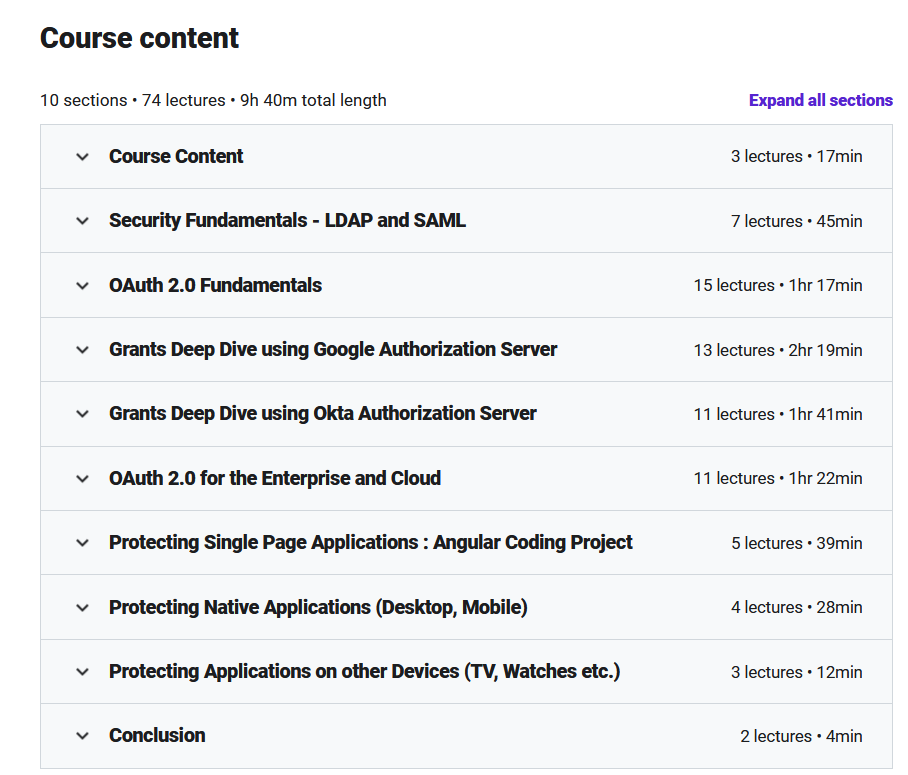 Course content
10 sections • 74 lectures • 9h 40m total length Expand all sections
Course Content 3 lectures • 17min
Security Fundamentals - LDAP and SAML 7 lectures • 45min
OAuth 2.0 Fundamentals 15 lectures • 1hr 17min
Grants Deep Dive using Google Authorization Server 13 lectures • 2hr 19min
Grants Deep Dive using Okta Authorization Server 11 lectures • 1hr 41min
OAuth 2.0 for the Enterprise and Cloud 11 lectures • 1hr 22min
Protecting Single Page Applications : Angular Coding Project 5 lectures • 39min
Protecting Native Applications (Desktop, Mobile) 4 lectures • 28min
Protecting Applications on other Devices (TV, Watches etc.) 3 lectures • 12min
Conclusion 2 lectures • 4min